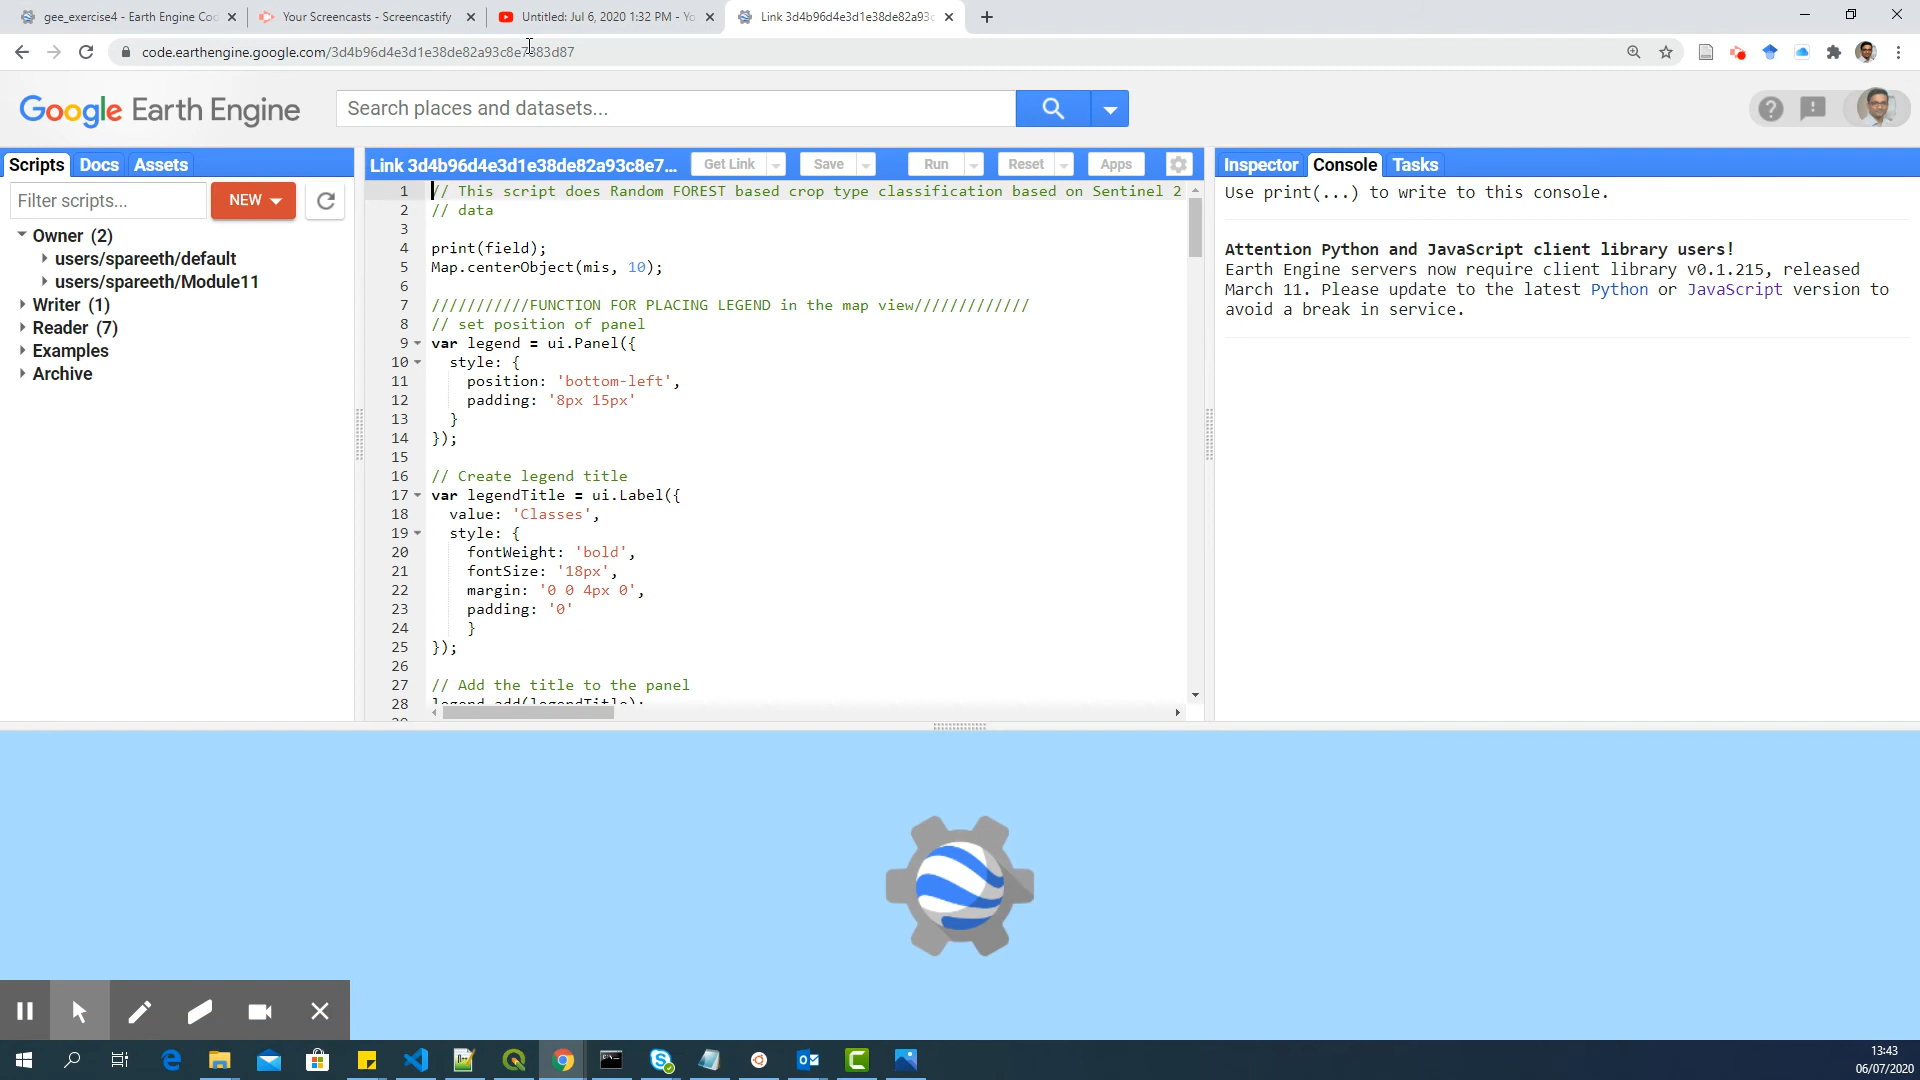 gee_exercise4 - Earth Engine Co
Your Screencasts - Screencastify
Untitled: Jul 6, 2020 1:32 PM - Yo
Link 3d4b96d4e3d1e38de82a93c
code.earthengine.google.com/3d4b96d4e3d1e38de82a93c8e7383d87
Google Earth Engine
Search places and datasets...
Scripts
Docs
Assets
Filter scripts...
NEW
Owner (2)
users/spareeth/default
users/spareeth/Module11
Writer (1)
Reader (7)
Examples
Archive
Link 3d4b96d4e3d1e38de82a93c8e7...
Get Link
Save
Run
Reset
Apps
1 // This script does Random FOREST based crop type classification based on Sentinel 2
2 // data
3
4 print(field);
5 Map.centerObject(mis, 10);
6
7 ///////////FUNCTION FOR PLACING LEGEND in the map view/////////////
8 // set position of panel
9 var legend = ui.Panel({
10 style: {
11 position: 'bottom-left',
12 padding: '8px 15px'
13 }
14 });
15
16 // Create legend title
17 var legendTitle = ui.Label({
18 value: 'Classes',
19 style: {
20 fontWeight: 'bold',
21 fontSize: '18px',
22 margin: '0 0 4px 0',
23 padding: '0'
24 }
25 });
26
27 // Add the title to the panel
28 legend.add(legendTitle);
Inspector
Console
Tasks
Use print(...) to write to this console.
Attention Python and JavaScript client library users!
Earth Engine servers now require client library v0.1.215, released
March 11. Please update to the latest Python or JavaScript version to
avoid a break in service.
13:43
06/07/2020